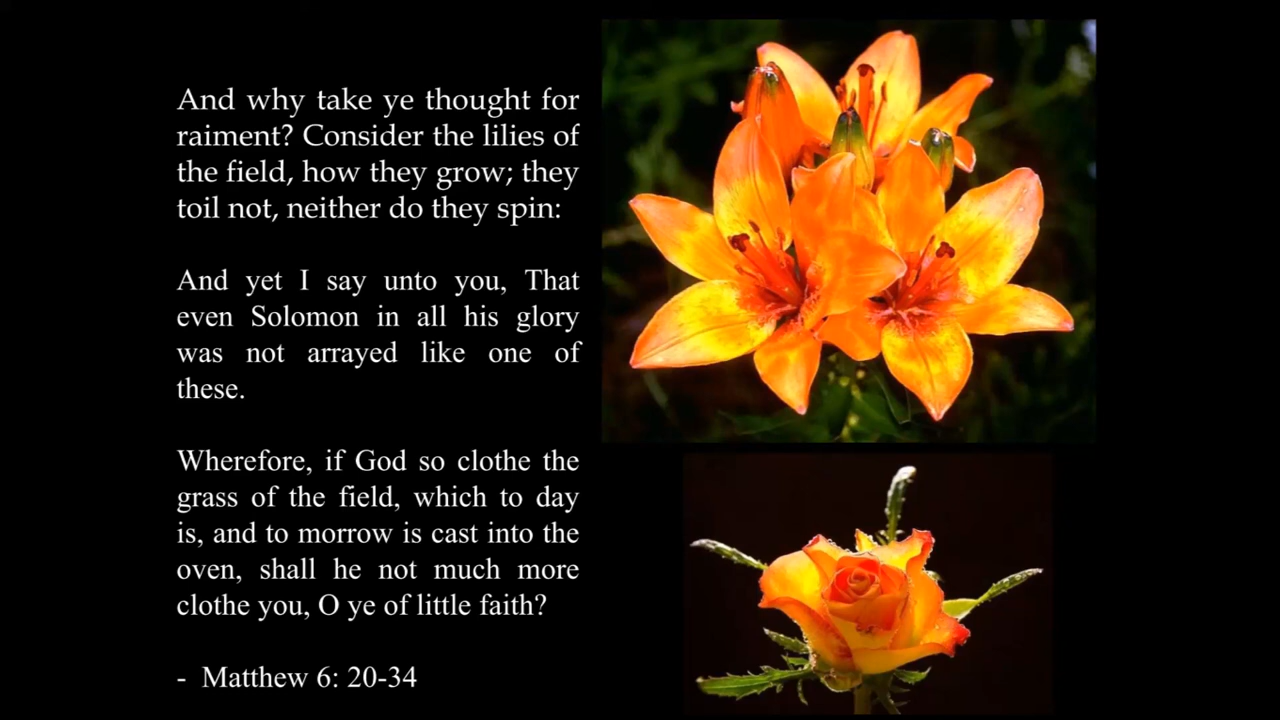 And why take ye thought for
raiment? Consider the lilies of
the field, how they grow; they
toil not, neither do they spin:
And yet I say unto you, That
even Solomon in all his glory
was not arrayed like one of
these.
Wherefore, if God so clothe the
grass of the field, which to day
is, and to morrow is cast into the
oven, shall he not much more
clothe you, O ye of little faith?
- Matthew 6: 20-34